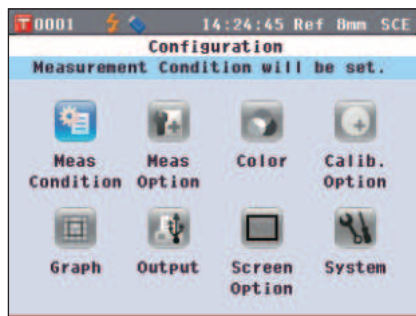 T0001 14:24:45 Ref 8mm SCE
Configuration
Measurement Condition will be set.
Meas Condition
Meas Option
Color
Calib. Option
Graph
Output
Screen Option
System